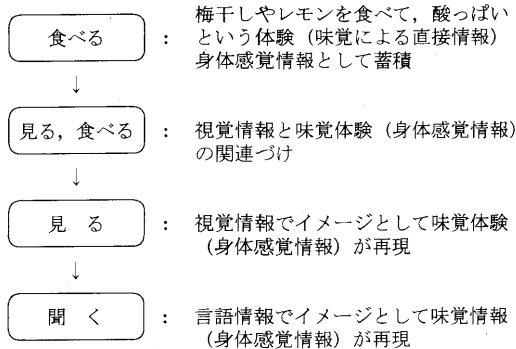 食べる : 梅干しやレモンを食べて，酸っぱい
という体験（味覚による直接情報）
身体感覚情報として蓄積
↓
見る，食べる : 視覚情報と味覚体験（身体感覚情報）
の関連づけ
↓
見　る : 視覚情報でイメージとして味覚体験
（身体感覚情報）が再現
↓
聞　く : 言語情報でイメージとして味覚情報
（身体感覚情報）が再現